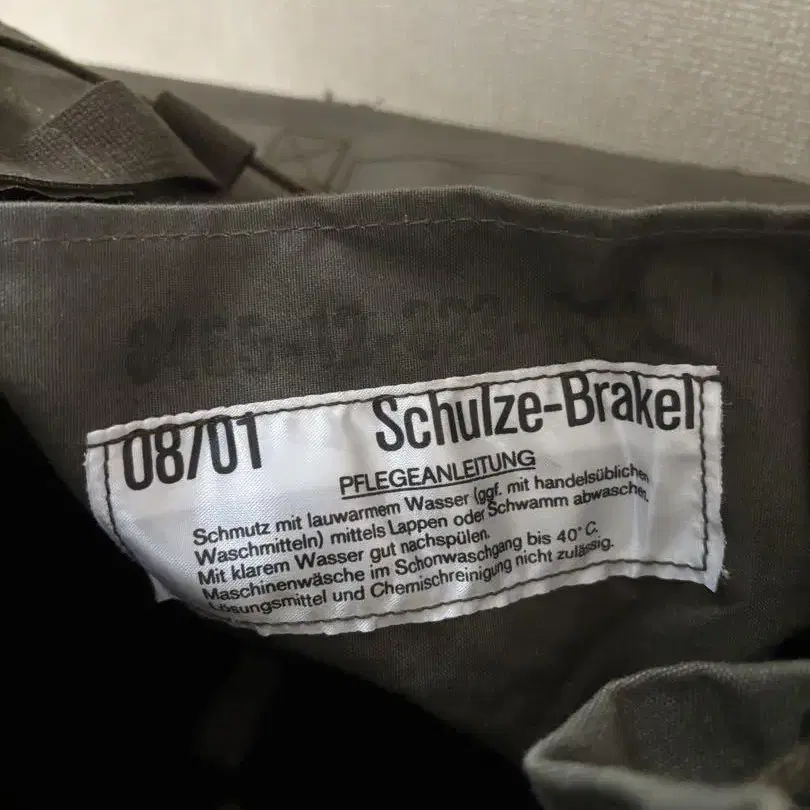 08/01 Schulze-Brakel
PFLEGEANLEITUNG
Schmutz mit lauwarmem Wasser (ggf. mit handelsüblichen
Waschmitteln) mittels Lappen oder Schwamm abwaschen.
Mit klarem Wasser gut nachspülen.
Maschinenwäsche im Schonwaschgang bis 40°C.
Lösungsmittel und Chemischreinigung nicht zulässig.